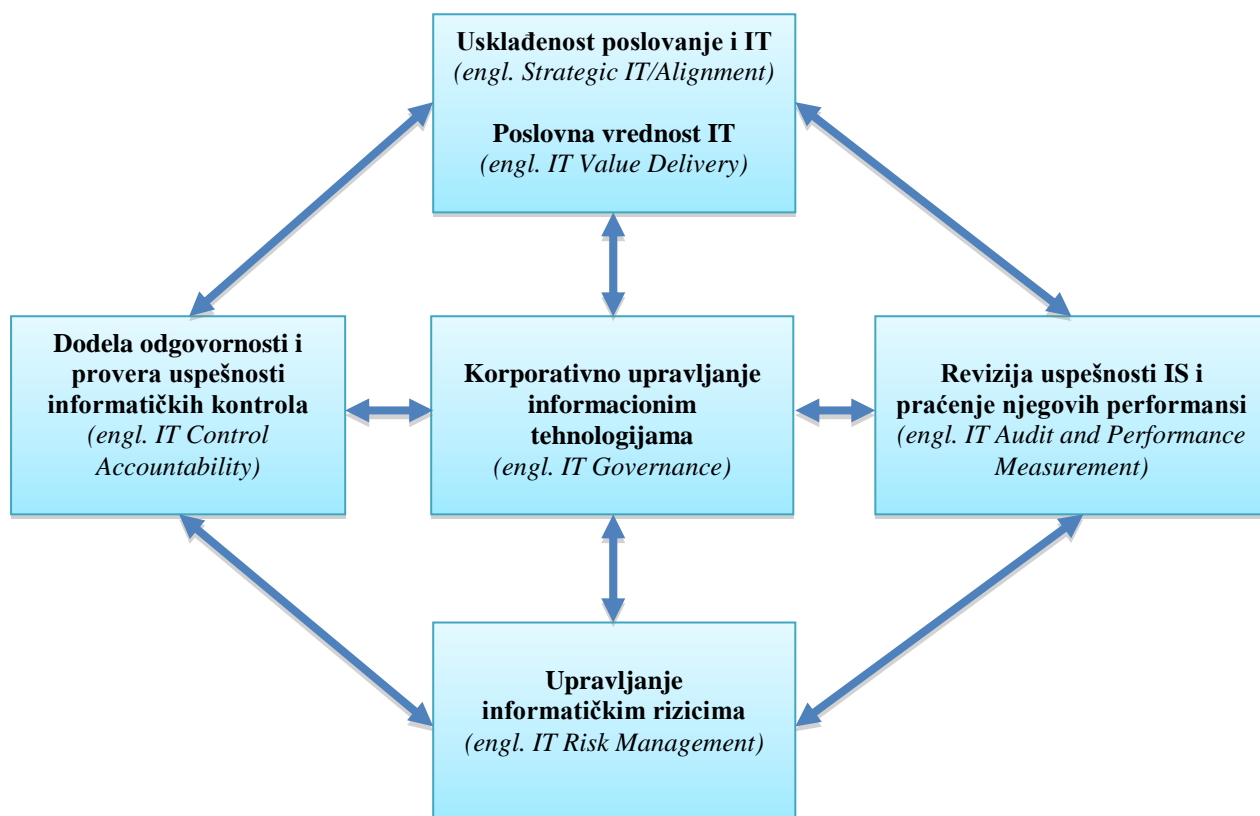 Usklađenost poslovanje i IT
(engl. Strategic IT/Alignment)
Poslovna vrednost IT
(engl. IT Value Delivery)
Dodela odgovornosti i
provera uspešnosti
informatičkih kontrola
(engl. IT Control
Accountability)
Korporativno upravljanje
informacionim
tehnologijama
(engl. IT Governance)
Revizija uspešnosti IS i
praćenje njegovih performansi
(engl. IT Audit and Performance
Measurement)
Upravljanje
informatičkim rizicima
(engl. IT Risk Management)